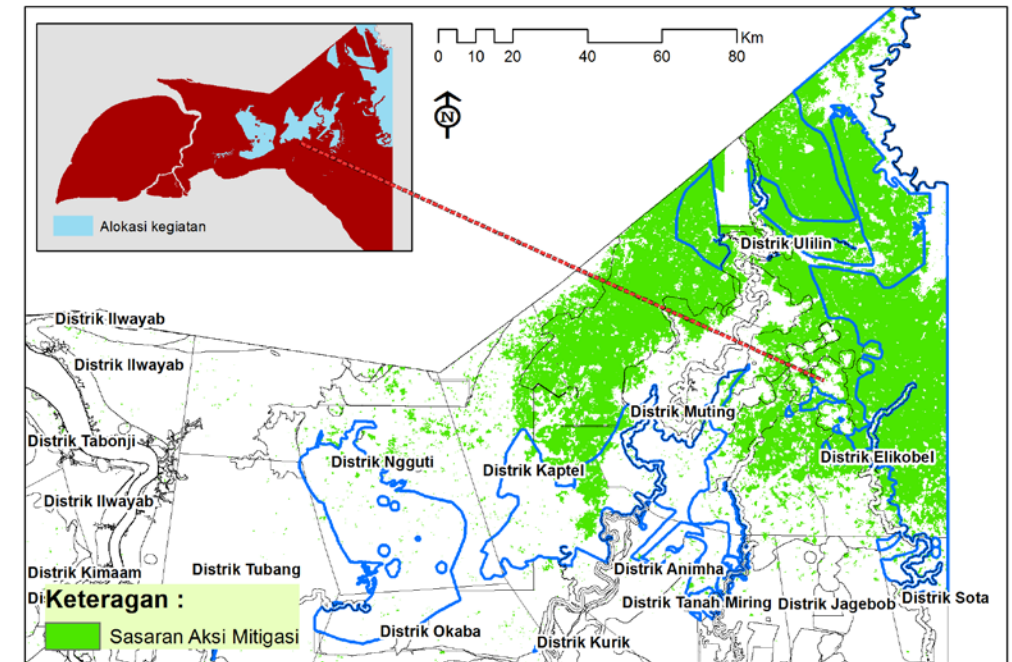 Alokasi kegiatan
Km
0 10 20 40 60 80
N
Distrik Ulilin
Distrik Ilwayab
Distrik Ilwayab
Distrik Muting
Distrik Tabonji
Distrik Ngguti
Distrik Kaptel
Distrik Elikobel
Distrik Ilwayab
Distrik Kimaam
Distrik Tubang
Distrik Animha
Di
Keteragan :
Distrik Tanah Miring
Distrik Jagebob
Distrik Sota
Sasaran Aksi Mitigasi
Distrik Okaba
Distrik Kurik